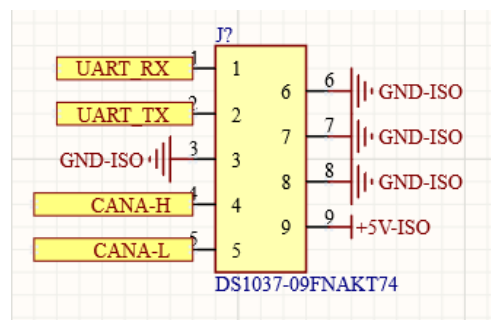 J?
UART_RX 1 1
6 6 GND-ISO
UART_TX 2 2
7 7 GND-ISO
GND-ISO 3 3
8 8 GND-ISO
CANA-H 4 4
9 9 +5V-ISO
CANA-L 5 5
DS1037-09FNAKT74